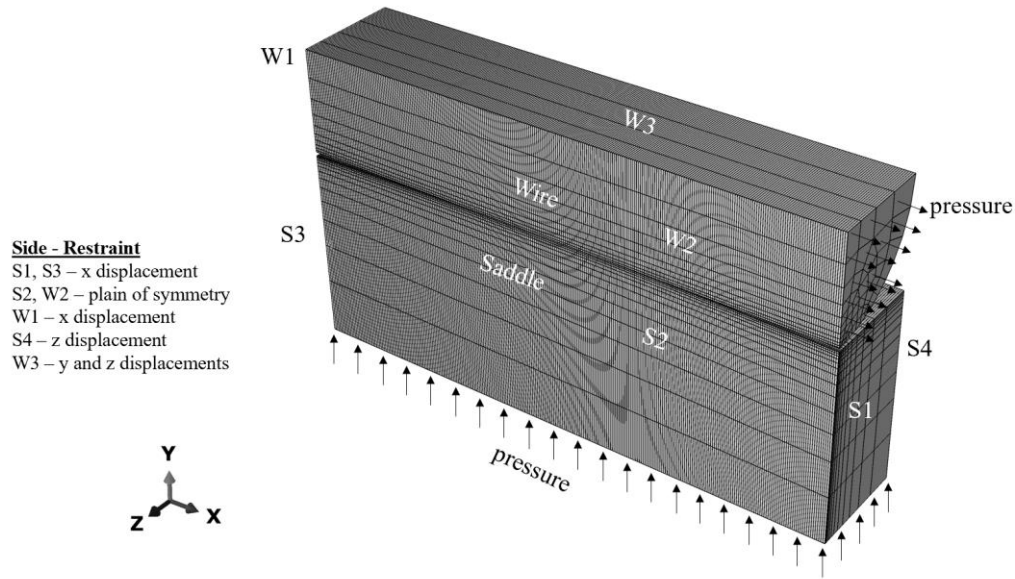 W1
W3
Wire
pressure
W2
S3
Saddle
Side - Restraint
S1, S3 – x displacement
S2, W2 – plain of symmetry
W1 – x displacement
S4 – z displacement
W3 – y and z displacements
S2
S4
S1
pressure
Y
Z
X